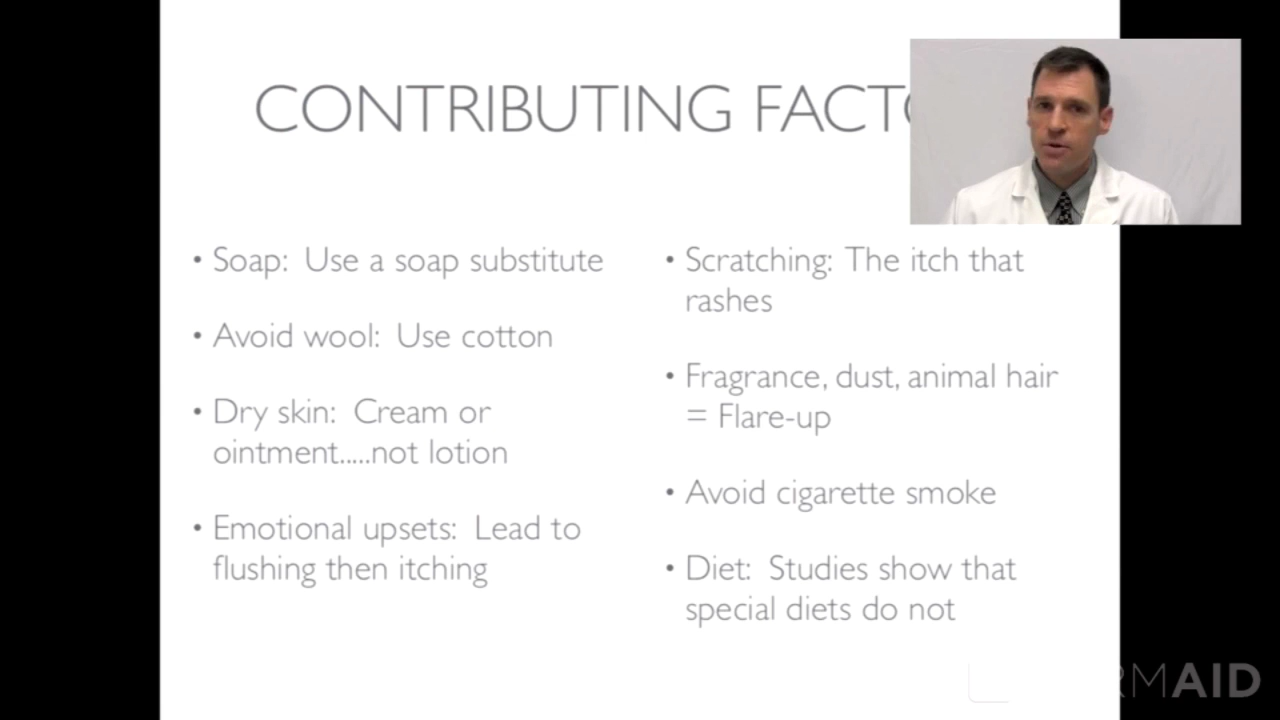 CONTRIBUTING FACTO
• Soap: Use a soap substitute
• Avoid wool: Use cotton
• Dry skin: Cream or
ointment.....not lotion
• Emotional upsets: Lead to
flushing then itching
• Scratching: The itch that
rashes
• Fragrance, dust, animal hair
= Flare-up
• Avoid cigarette smoke
• Diet: Studies show that
special diets do not
RMAID